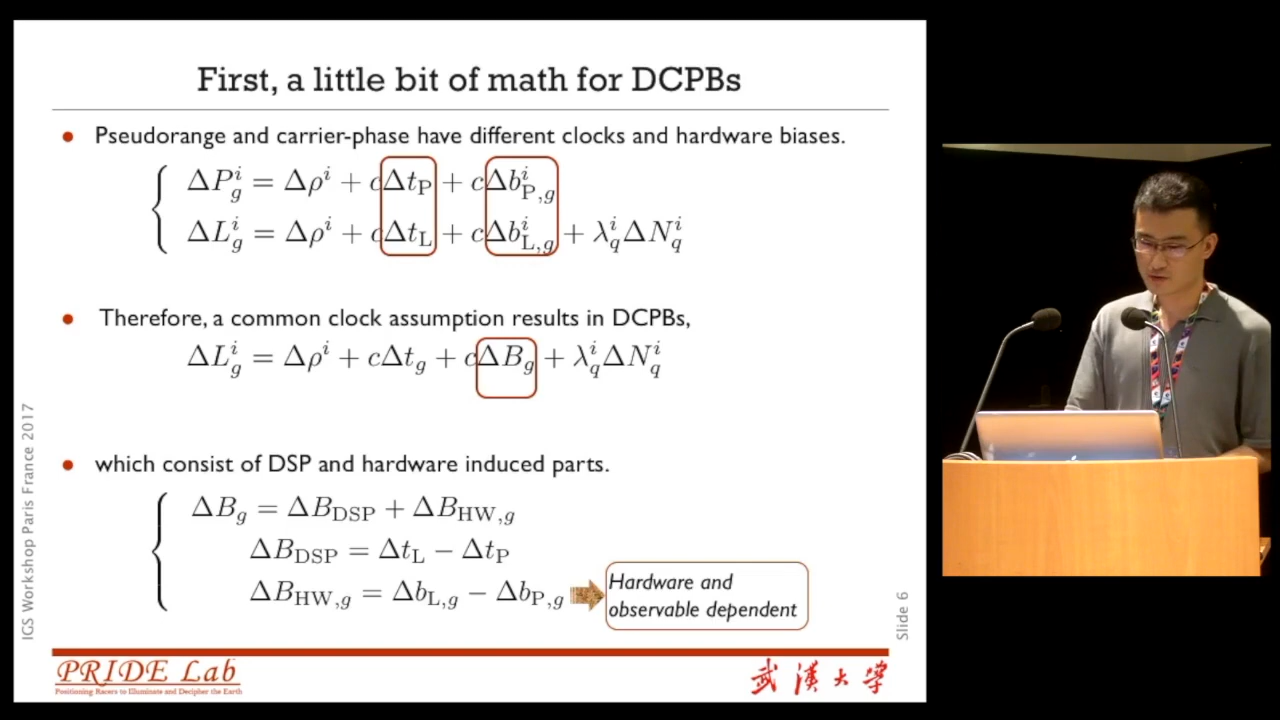 First, a little bit of math for DCPBs
● Pseudorange and carrier-phase have different clocks and hardware biases.
ΔP^i_g = Δρ^i + cΔt_P + cΔb^i_{P,g}
ΔL^i_g = Δρ^i + cΔt_L + cΔb^i_{L,g} + λ^i_q ΔN^i_q
● Therefore, a common clock assumption results in DCPBs,
ΔL^i_g = Δρ^i + cΔt_g + cΔB_g + λ^i_q ΔN^i_q
● which consist of DSP and hardware induced parts.
ΔB_g = ΔB_DSP + ΔB_{HW,g}
ΔB_DSP = Δt_L − Δt_P
ΔB_{HW,g} = Δb_{L,g} − Δb_{P,g}
Hardware and
observable dependent
IGS Workshop Paris France 2017
Slide 6
PRIDE Lab
Positioning Racers to Illuminate and Decipher the Earth
武漢大学